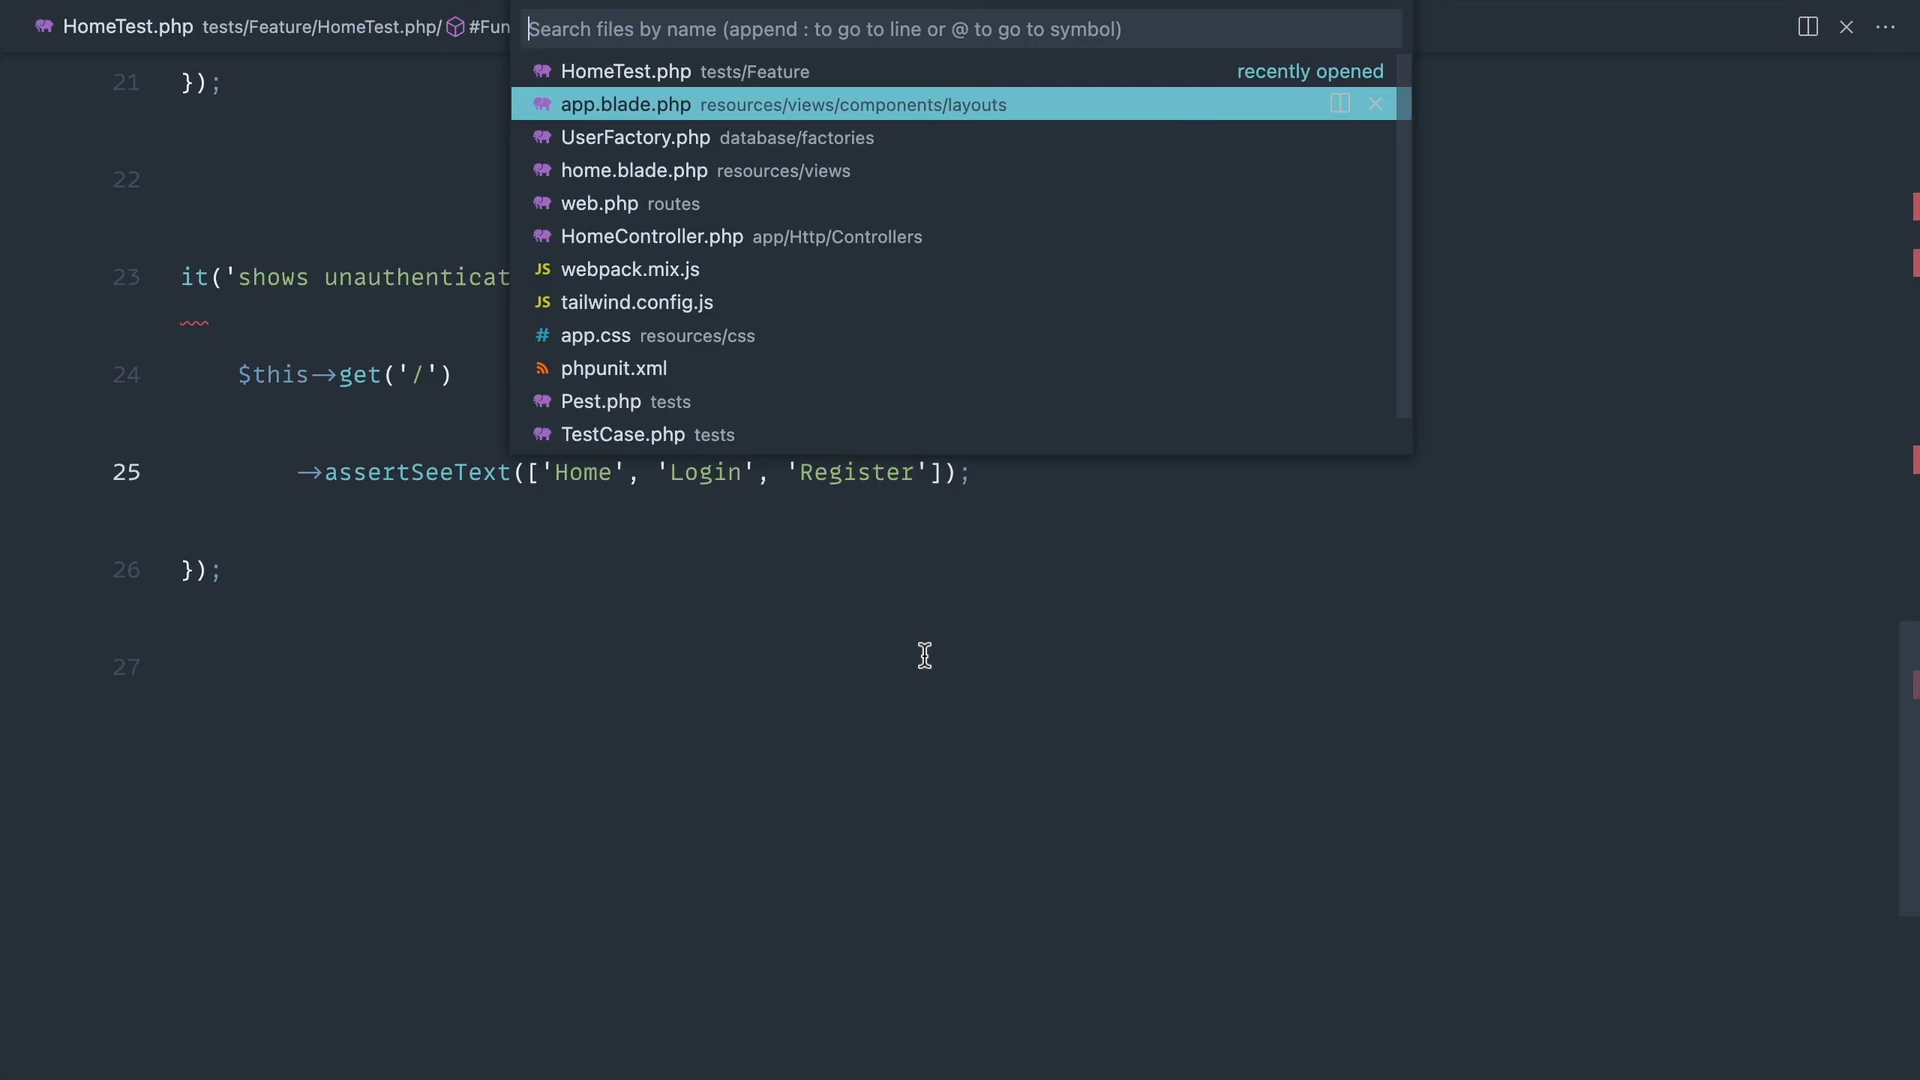 HomeTest.php tests/Feature/HomeTest.php/ #Fun
Search files by name (append : to go to line or @ to go to symbol)
HomeTest.php tests/Feature recently opened
app.blade.php resources/views/components/layouts
UserFactory.php database/factories
home.blade.php resources/views
web.php routes
HomeController.php app/Http/Controllers
JS webpack.mix.js
JS tailwind.config.js
# app.css resources/css
phpunit.xml
Pest.php tests
TestCase.php tests
21 });
22
23 it('shows unauthenticat
24 $this->get('/')
25 ->assertSeeText(['Home', 'Login', 'Register']);
26 });
27